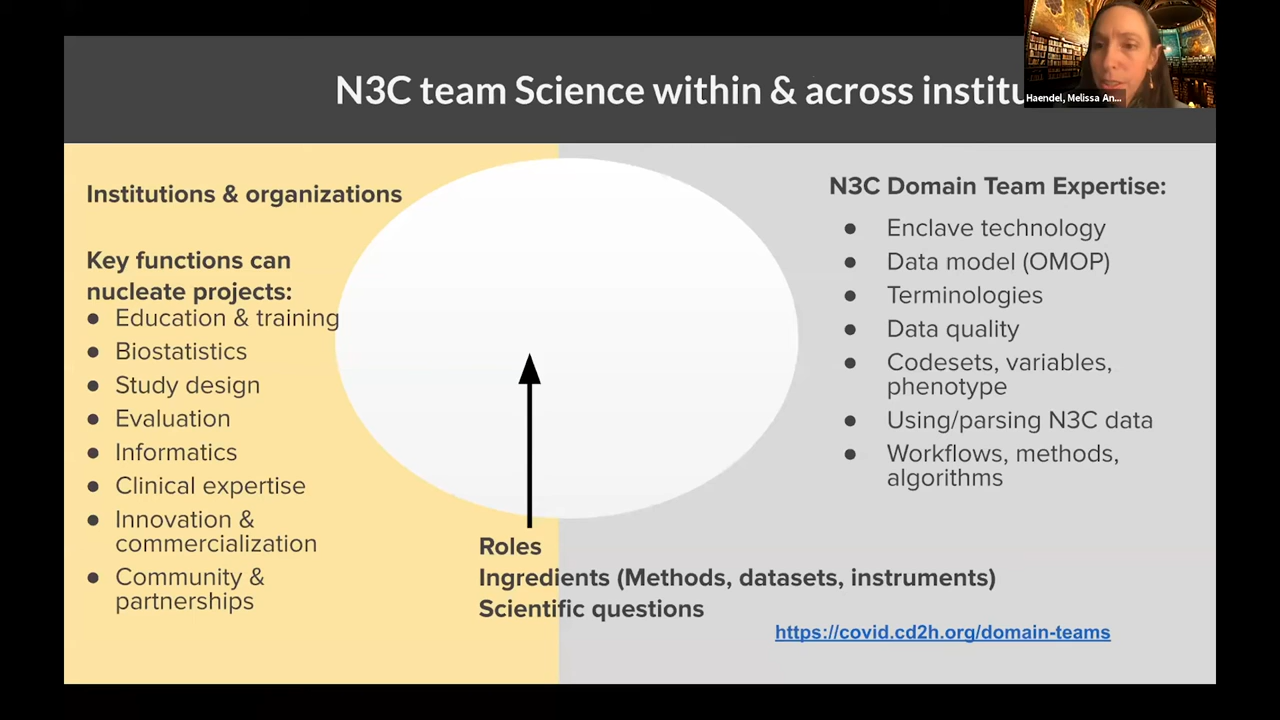 N3C team Science within & across institu
Haendel, Melissa An...
Institutions & organizations
Key functions can
nucleate projects:
● Education & training
● Biostatistics
● Study design
● Evaluation
● Informatics
● Clinical expertise
● Innovation &
commercialization
● Community &
partnerships
N3C Domain Team Expertise:
● Enclave technology
● Data model (OMOP)
● Terminologies
● Data quality
● Codesets, variables,
phenotype
● Using/parsing N3C data
● Workflows, methods,
algorithms
Roles
Ingredients (Methods, datasets, instruments)
Scientific questions
https://covid.cd2h.org/domain-teams